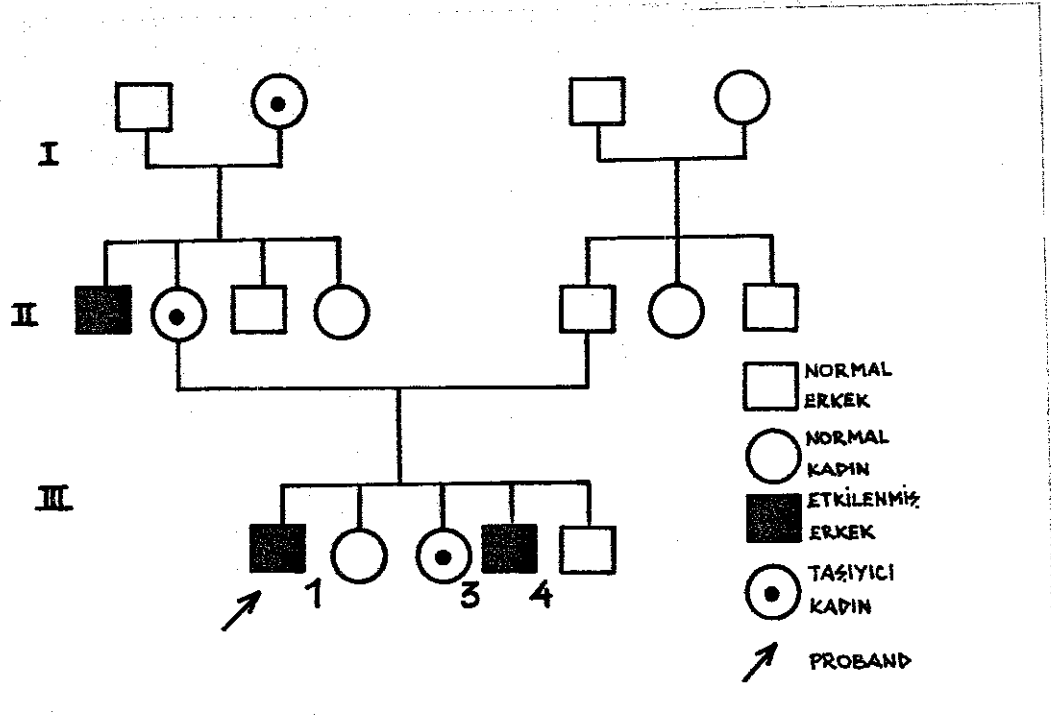 I
II
NORMAL
ERKEK
NORMAL
KADIN
III
ETKİLENMİŞ
ERKEK
1 3 4
TAŞIYICI
KADIN
PROBAND